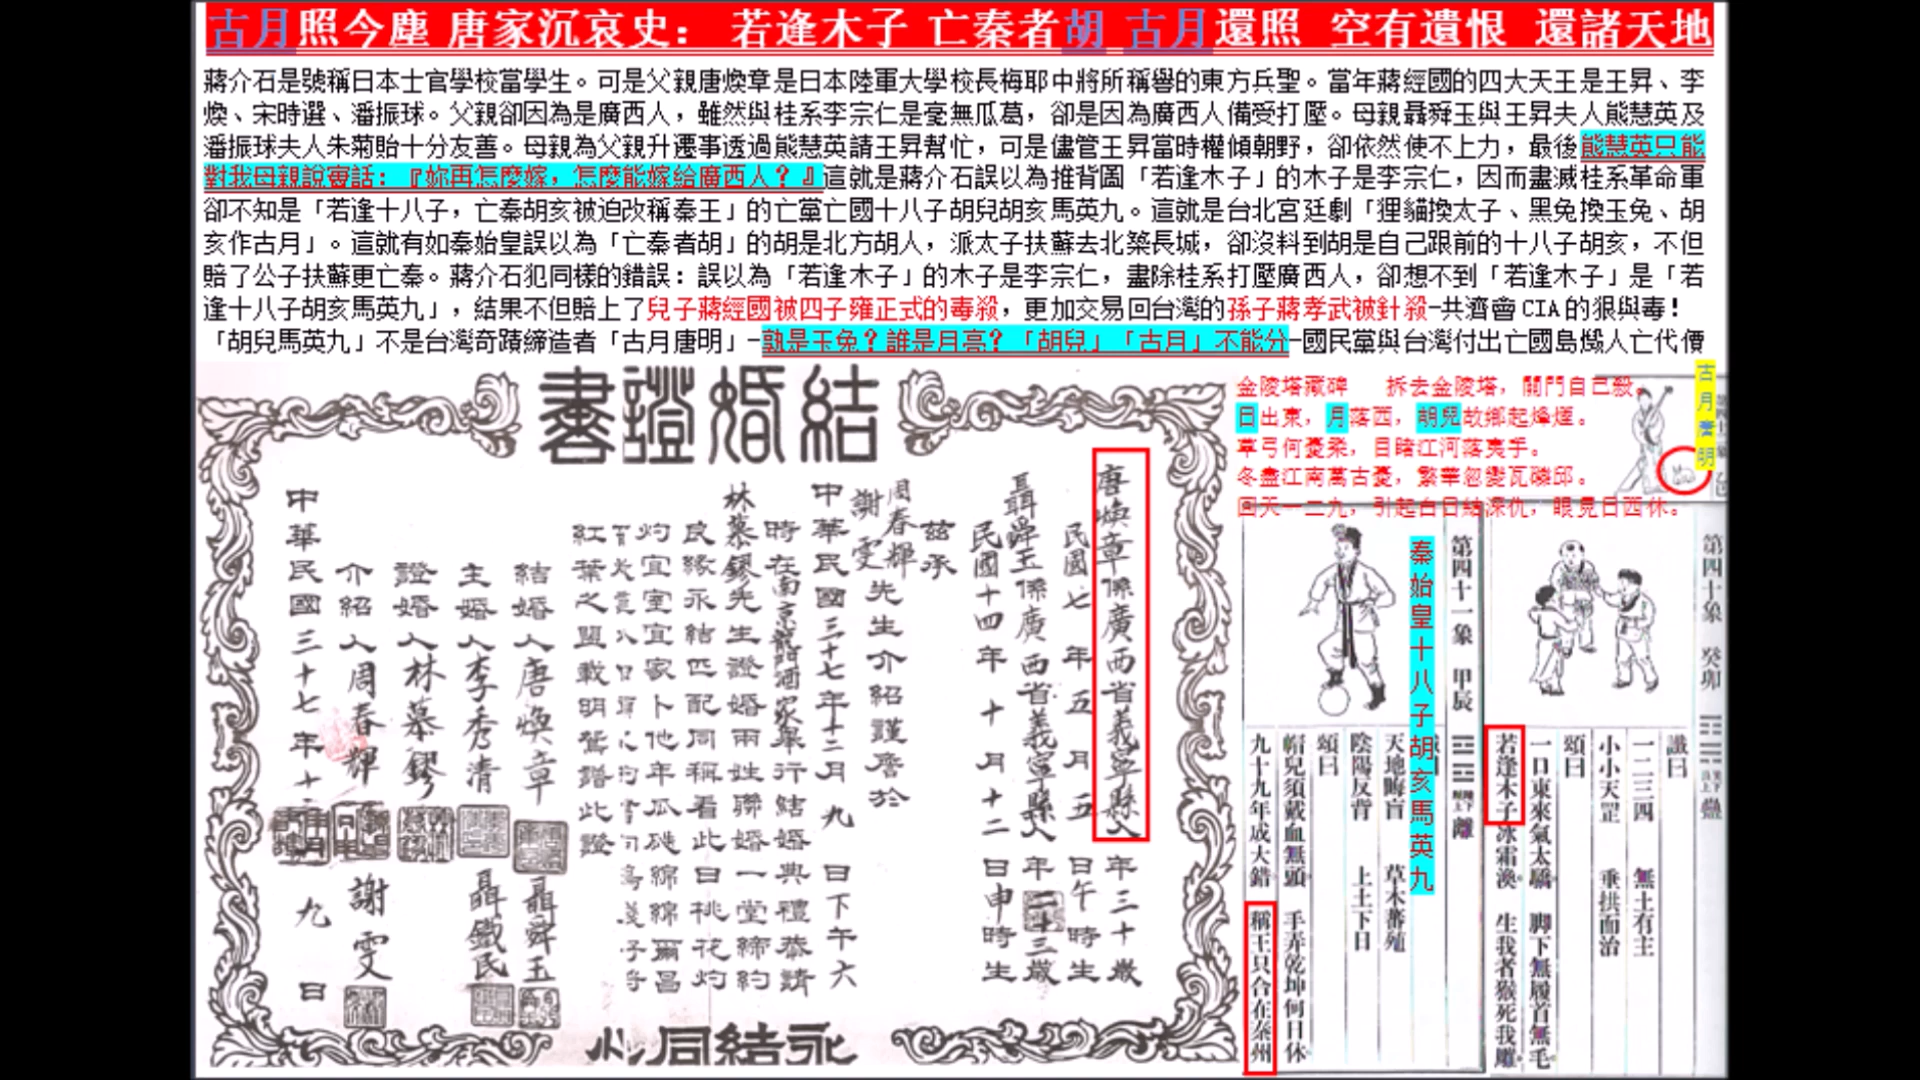 古月照今塵 唐家沉哀史： 若逢木子 亡秦者胡 古月還照 空有遺恨 還諸天地
蔣介石是號稱日本士官學校當學生。可是父親唐煥章是日本陸軍大學校長梅耶中將所稱譽的東方兵聖。當年蔣經國的四大天王是王昇、李
煥、宋時選、潘振球。父親卻因為是廣西人，雖然與桂系李宗仁是毫無瓜葛，卻是因為廣西人備受打壓。母親聶舜玉與王昇夫人熊慧英及
潘振球夫人朱菊貽十分友善。母親為父親升遷事透過熊慧英請王昇幫忙，可是儘管王昇當時權傾朝野，卻依然使不上力，最後熊慧英只能
對我母親說實話：『妳再怎麼嫁，怎麼能嫁給廣西人？』這就是蔣介石誤以為推背圖「若逢木子」的木子是李宗仁，因而盡滅桂系革命軍
卻不知是「若逢十八子，亡秦胡亥被迫改稱秦王」的亡黨亡國十八子胡兒胡亥馬英九。這就是台北宮廷劇「狸貓換太子、黑兔換玉兔、胡
亥作古月」。這就有如秦始皇誤以為「亡秦者胡」的胡是北方胡人，派太子扶蘇去北築長城，卻沒料到胡是自己跟前的十八子胡亥，不但
賠了公子扶蘇更亡秦。蔣介石犯同樣的錯誤：誤以為「若逢木子」的木子是李宗仁，盡除桂系打壓廣西人，卻想不到「若逢木子」是「若
逢十八子胡亥馬英九」，結果不但賠上了兒子蔣經國被四子雍正式的毒殺，更加交易回台灣的孫子蔣孝武被針殺-共濟會CIA的狠與毒！
「胡兒馬英九」不是台灣奇蹟締造者「古月唐明」-孰是玉兔？誰是月亮？「胡兒」「古月」不能分-國民黨與台灣付出亡國島燬人亡代價
結婚證書
唐煥章係廣西省義寧縣人年三十歲
民國七年五月五日午時生
聶舜玉係廣西省義寧縣人年二十三歲
民國十四年十月十二日申時生
茲承
周春輝
謝雯先生介紹謹詹於
中華民國三十七年十二月九日下午六
時在南京龍門酒家舉行結婚典禮恭請
林慕鏐先生證婚兩姓聯婚一堂締約
良緣永結匹配同稱看此日桃花灼
灼宜室宜家卜他年瓜瓞綿綿爾昌
紅葉之盟載明鴛譜此證
結婚人唐煥章 聶舜玉
主婚人李秀清 聶鐵民
證婚人林慕鏐
介紹人周春輝 謝雯
中華民國三十七年十二月九日
永結同心
金陵塔藏碑 拆去金陵塔，關門自己殺。
日出東，月落西，胡兒故鄉起烽煙。
草弓何憂飛，目睹江河落夷手。
冬盡江南萬古憂，繁華忽變瓦礫邱。
回天一二九，引起白日結深仇，眼見日西休。
古月唐明
第四十一象 甲辰
離
秦始皇十八子胡亥馬英九
天地晦盲 草木蕃殖
陰陽反背 上土下日
頌曰
帽兒須戴血無頭 手弄乾坤何日休
九十九年成大錯 稱王只合在秦州
第四十象 癸卯
蠱
讖曰
一二三四 無土有主
小小天罡 垂拱而治
頌曰
一口東來氣太驕 脚下無履首無毛
若逢木子冰霜渙 生我者猴死我雕